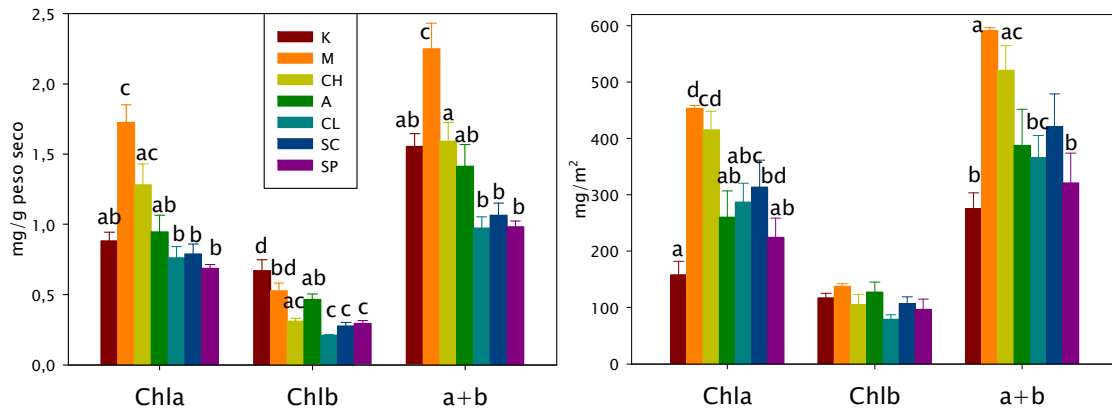 2,5
2,0
1,5
1,0
0,5
0,0
mg/g peso seco
K
M
CH
A
CL
SC
SP
ab
c
ac
ab
b
b
b
d
bd
ac
ab
c
c
c
ab
c
a
ab
b
b
b
Chla
Chlb
a+b
600
500
400
300
200
100
0
mg/m²
a
d
cd
ab
abc
bd
ab
b
a
ac
bc
b
Chla
Chlb
a+b